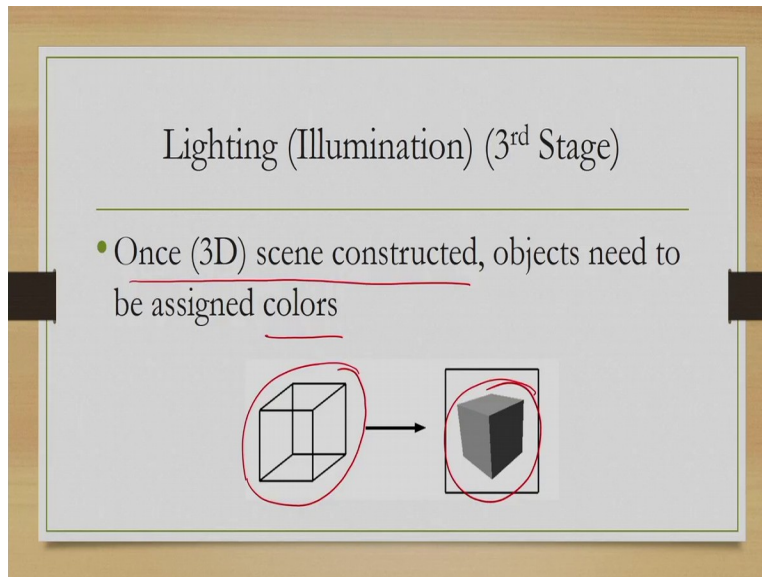 Lighting (Illumination) (3rd Stage)
• Once (3D) scene constructed, objects need to
be assigned colors